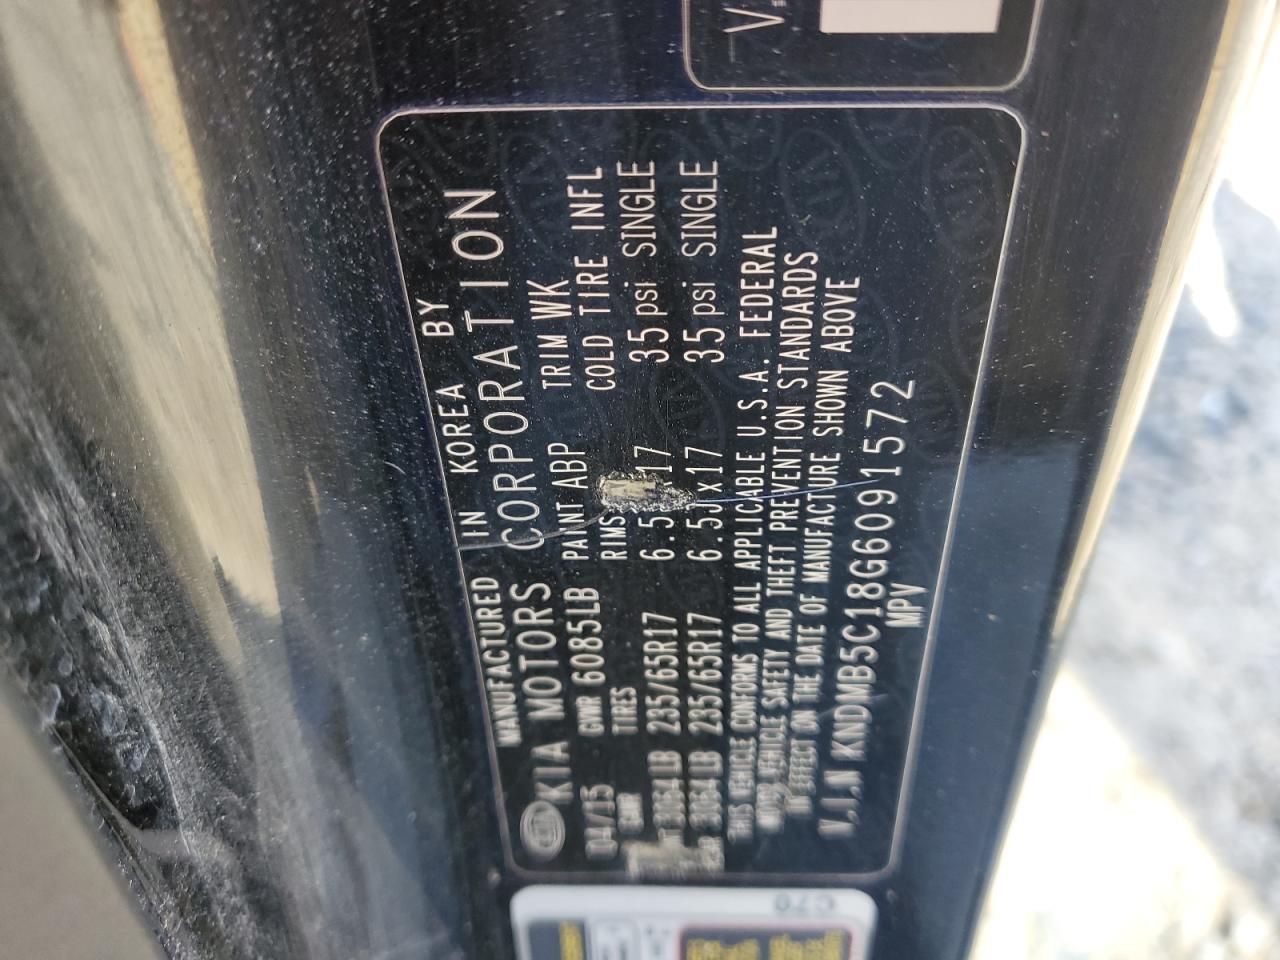 MANUFACTURED IN KOREA BY
KIA MOTORS CORPORATION
04/15 GVWR 6085LB PAINT ABP TRIM WK
TIRES RIMS COLD TIRE INFL
3064LB 235/65R17 17 35 psi SINGLE
3064LB 235/65R17 6.5J x 17 35 psi SINGLE
THIS VEHICLE CONFORMS TO ALL APPLICABLE U.S.A. FEDERAL
MOTOR VEHICLE SAFETY AND THEFT PREVENTION STANDARDS
IN EFFECT ON THE DATE OF MANUFACTURE SHOWN ABOVE
V.I.N KNDMB5C18G6091572
MPV
C70